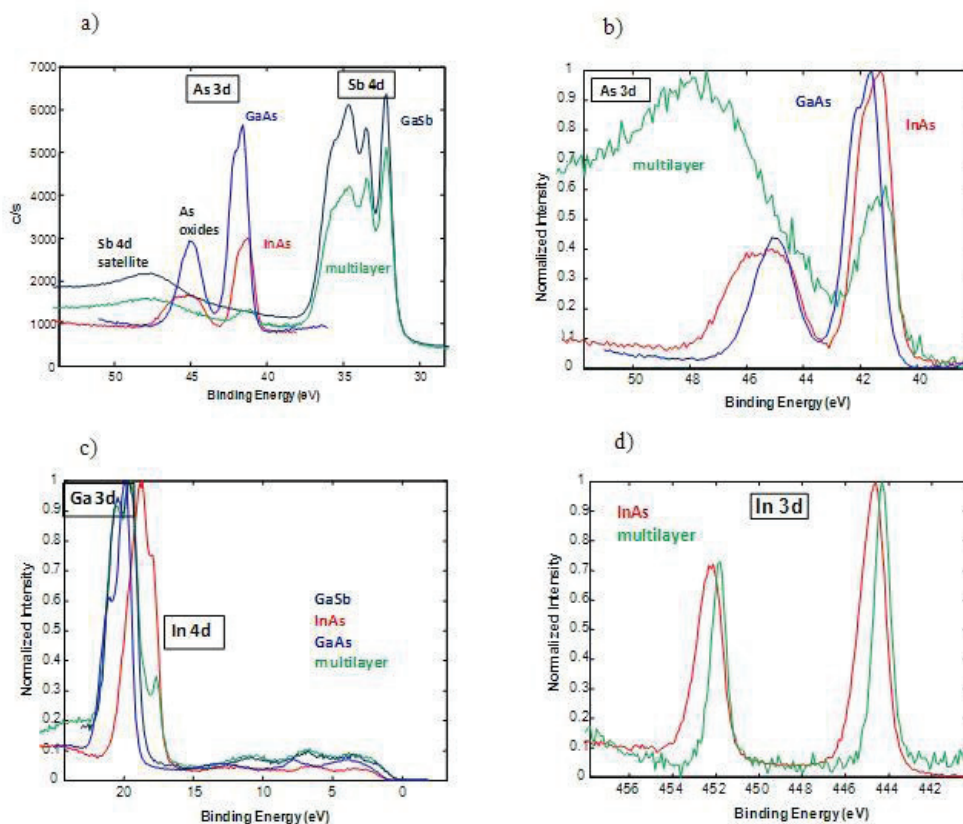 a)
7000
6000
5000
4000
3000
2000
1000
0
c/s
As 3d
Sb 4d
GaAs
GaSb
As
oxides
Sb 4d
satellite
InAs
multilayer
50
45
40
35
30
Binding Energy (eV)
b)
1
0.9
0.8
0.7
0.6
0.5
0.4
0.3
0.2
0.1
0
Normalized Intensity
As 3d
GaAs
InAs
multilayer
50
48
46
44
42
40
38
Binding Energy (eV)
c)
1
0.9
0.8
0.7
0.6
0.5
0.4
0.3
0.2
0.1
0
Normalized Intensity
Ga 3d
In 4d
GaSb
InAs
GaAs
multilayer
20
15
10
5
0
Binding Energy (eV)
d)
1
0.9
0.8
0.7
0.6
0.5
0.4
0.3
0.2
0.1
0
Normalized Intensity
InAs
multilayer
In 3d
456
454
452
450
448
446
444
442
Binding Energy (eV)